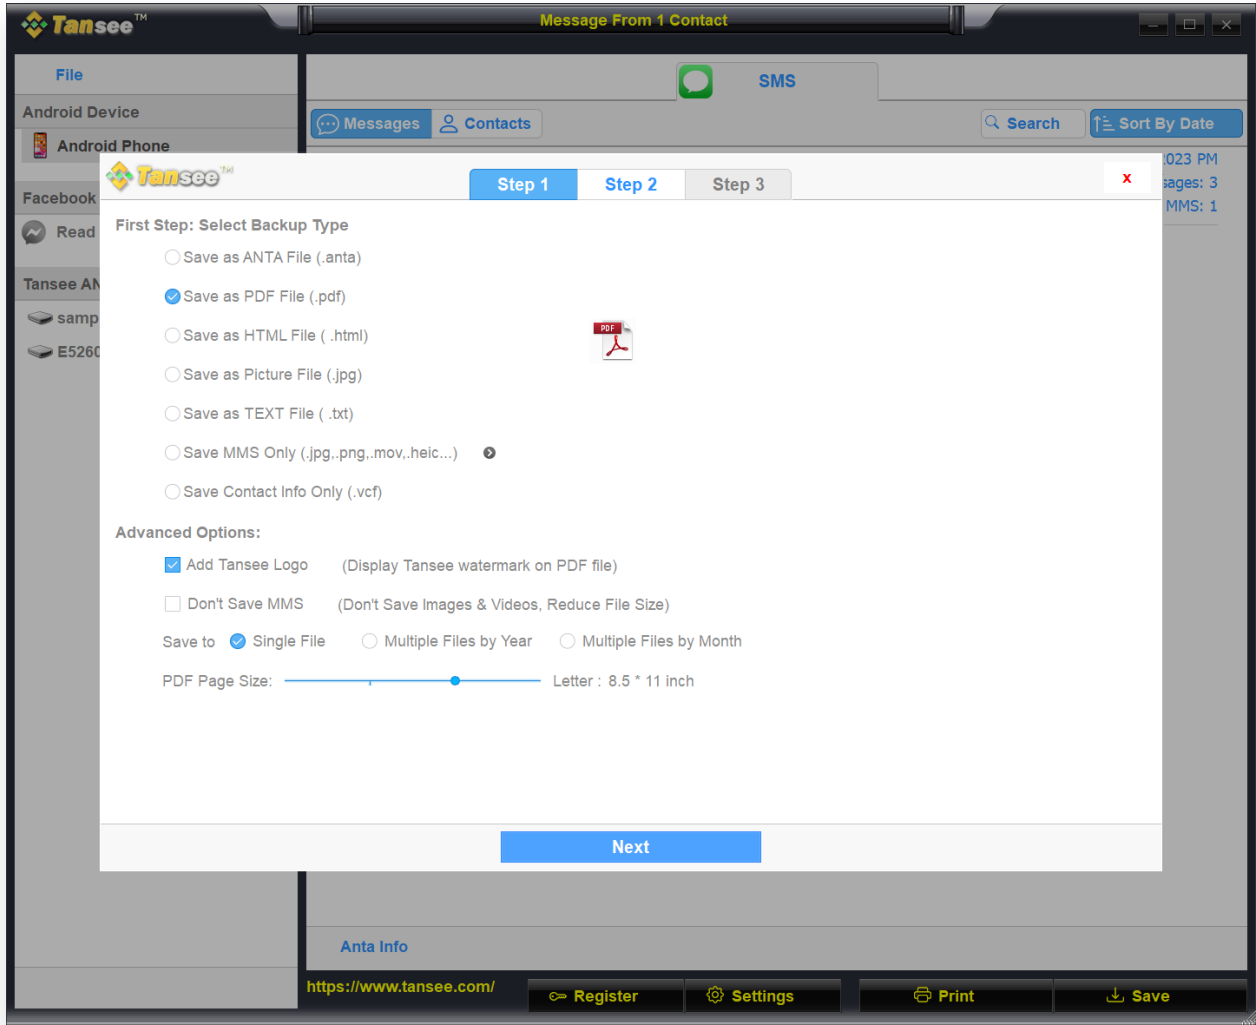 Tansee™
Message From 1 Contact
File
SMS
Android Device
Messages
Contacts
Search
Sort By Date
Android Phone
2023 PM
Tansee™
Step 1
Step 2
Step 3
x
sages: 3
Facebook
MMS: 1
First Step: Select Backup Type
Read
Save as ANTA File (.anta)
Tansee AN
Save as PDF File (.pdf)
samp
Save as HTML File ( .html)
PDF
E5260
Save as Picture File (.jpg)
Save as TEXT File ( .txt)
Save MMS Only (.jpg,.png,.mov,.heic...)
Save Contact Info Only (.vcf)
Advanced Options:
Add Tansee Logo (Display Tansee watermark on PDF file)
Don't Save MMS (Don't Save Images & Videos, Reduce File Size)
Save to Single File Multiple Files by Year Multiple Files by Month
PDF Page Size: Letter : 8.5 * 11 inch
Next
Anta Info
https://www.tansee.com/
Register
Settings
Print
Save